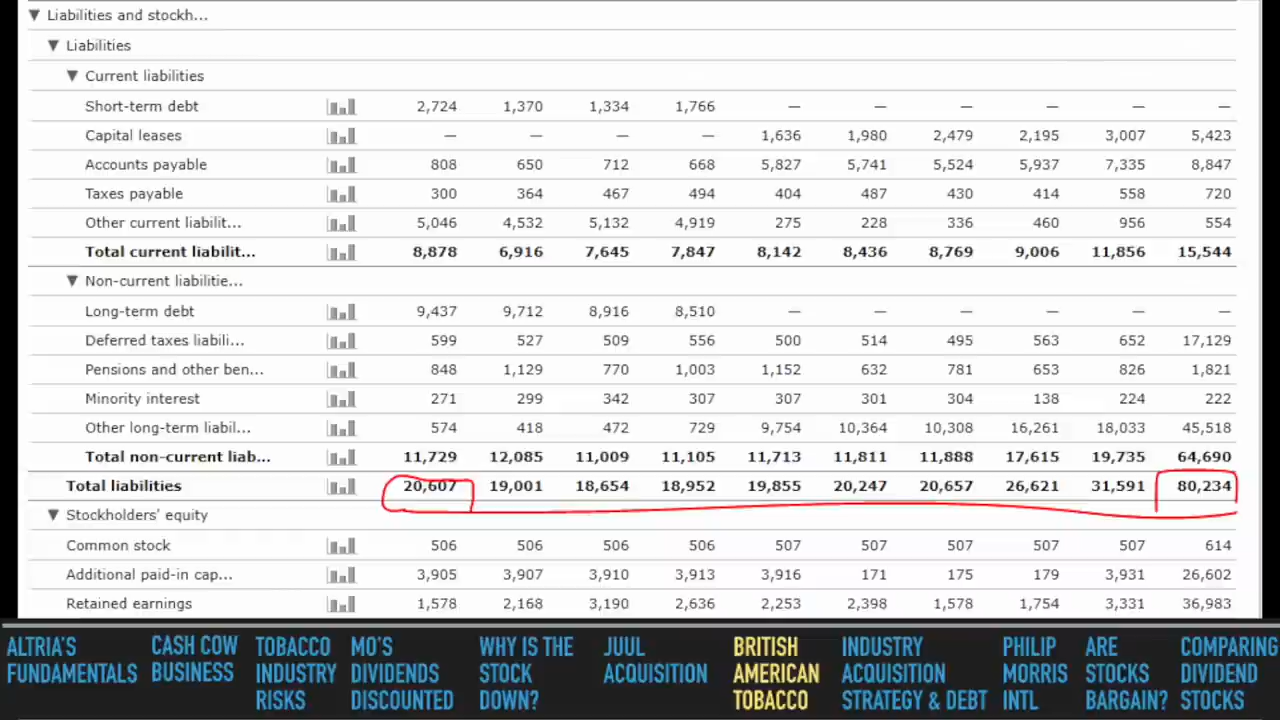 ▼ Liabilities and stockh...
▼ Liabilities
▼ Current liabilities
Short-term debt 2,724 1,370 1,334 1,766 — — — — — —
Capital leases — — — — 1,636 1,980 2,479 2,195 3,007 5,423
Accounts payable 808 650 712 668 5,827 5,741 5,524 5,937 7,335 8,847
Taxes payable 300 364 467 494 404 487 430 414 558 720
Other current liabilit... 5,046 4,532 5,132 4,919 275 228 336 460 956 554
Total current liabilit... 8,878 6,916 7,645 7,847 8,142 8,436 8,769 9,006 11,856 15,544
▼ Non-current liabilitie...
Long-term debt 9,437 9,712 8,916 8,510 — — — — — —
Deferred taxes liabili... 599 527 509 556 500 514 495 563 652 17,129
Pensions and other ben... 848 1,129 770 1,003 1,152 632 781 653 826 1,821
Minority interest 271 299 342 307 307 301 304 138 224 222
Other long-term liabil... 574 418 472 729 9,754 10,364 10,308 16,261 18,033 45,518
Total non-current liab... 11,729 12,085 11,009 11,105 11,713 11,811 11,888 17,615 19,735 64,690
Total liabilities 20,607 19,001 18,654 18,952 19,855 20,247 20,657 26,621 31,591 80,234
▼ Stockholders' equity
Common stock 506 506 506 506 507 507 507 507 507 614
Additional paid-in cap... 3,905 3,907 3,910 3,913 3,916 171 175 179 3,931 26,602
Retained earnings 1,578 2,168 3,190 2,636 2,253 2,398 1,578 1,754 3,331 36,983
ALTRIA'S
FUNDAMENTALS
CASH COW
BUSINESS
TOBACCO
INDUSTRY
RISKS
MO'S
DIVIDENDS
DISCOUNTED
WHY IS THE
STOCK
DOWN?
JUUL
ACQUISITION
BRITISH
AMERICAN
TOBACCO
INDUSTRY
ACQUISITION
STRATEGY & DEBT
PHILIP
MORRIS
INTL
ARE
STOCKS
BARGAIN?
COMPARING
DIVIDEND
STOCKS